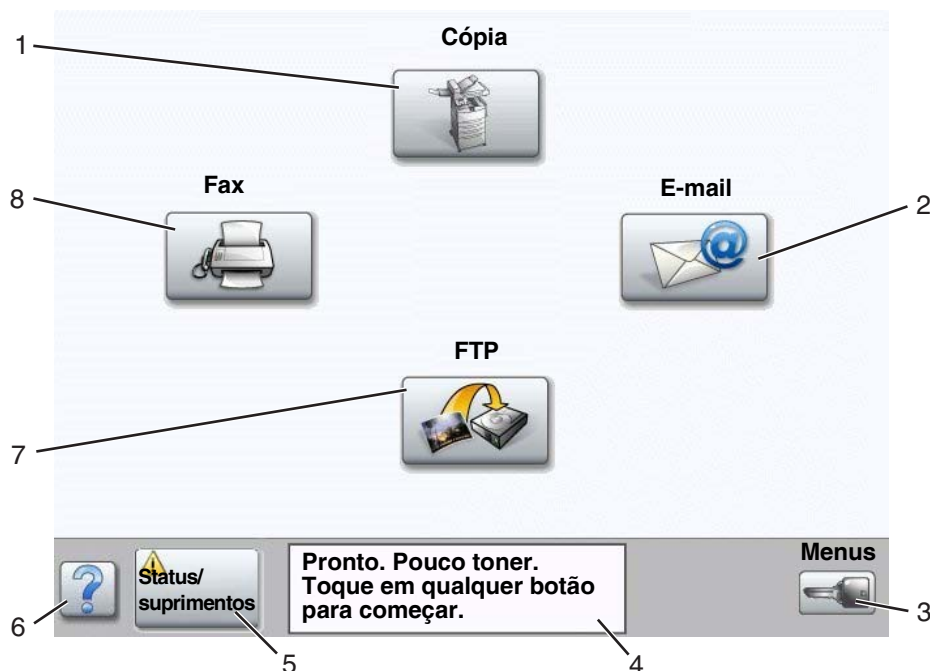 Cópia
1
Fax
E-mail
8
2
FTP
7
Menus
Status/
suprimentos
Pronto. Pouco toner.
Toque em qualquer botão
para começar.
6
5
4
3